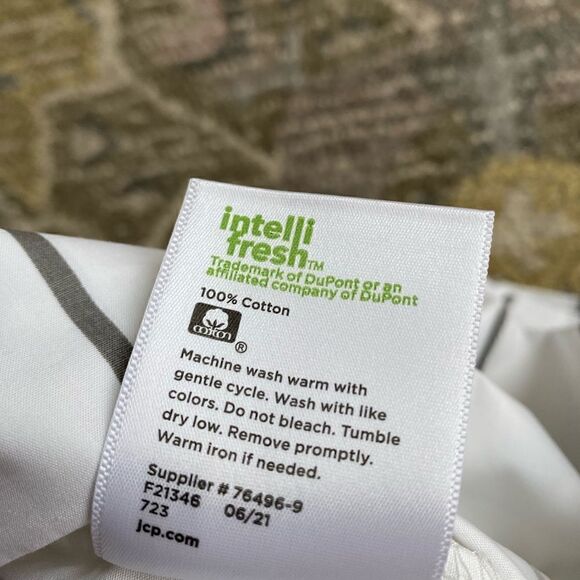 intelli
fresh™
Trademark of DuPont or an
affiliated company of DuPont
100% Cotton
COTTON
®
Machine wash warm with
gentle cycle. Wash with like
colors. Do not bleach. Tumble
dry low. Remove promptly.
Warm iron if needed.
Supplier # 76496-9
F21346 06/21
723
jcp.com